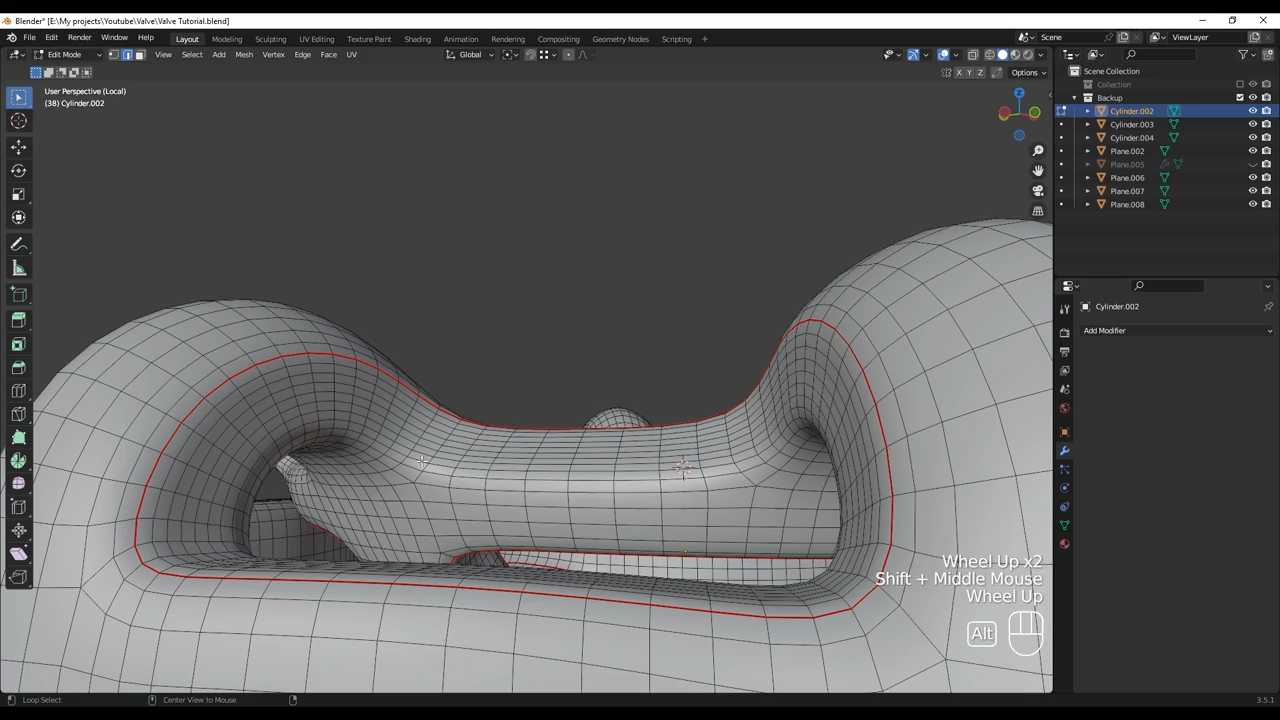 Blender* [E:\My projects\Youtube\Valve\Valve Tutorial.blend]
File Edit Render Window Help Layout Modeling Sculpting UV Editing Texture Paint Shading Animation Rendering Compositing Geometry Nodes Scripting + Scene ViewLayer
Edit Mode View Select Add Mesh Vertex Edge Face UV Global
X Y Z Options
Scene Collection
Collection
Backup
Cylinder.002
Cylinder.003
Cylinder.004
Plane.002
Plane.005
Plane.006
Plane.007
Plane.008
User Perspective (Local)
(38) Cylinder.002
Z
Cylinder.002
Add Modifier
Wheel Up x2
Shift + Middle Mouse
Wheel Up
Alt
Loop Select Center View to Mouse 3.5.1